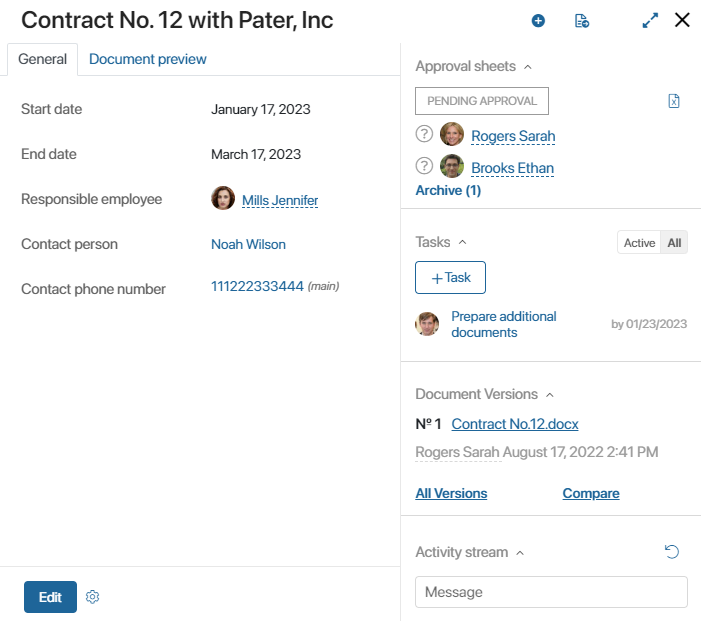 Contract No. 12 with Pater, Inc
General
Document preview
Start date
January 17, 2023
End date
March 17, 2023
Responsible employee
Mills Jennifer
Contact person
Noah Wilson
Contact phone number
111222333444 (main)
Edit
Approval sheets
PENDING APPROVAL
X
? Rogers Sarah
? Brooks Ethan
Archive (1)
Tasks
Active All
+Task
Prepare additional
documents
by 01/23/2023
Document Versions
Nº 1 Contract No.12.docx
Rogers Sarah August 17, 2022 2:41 PM
All Versions
Compare
Activity stream
Message